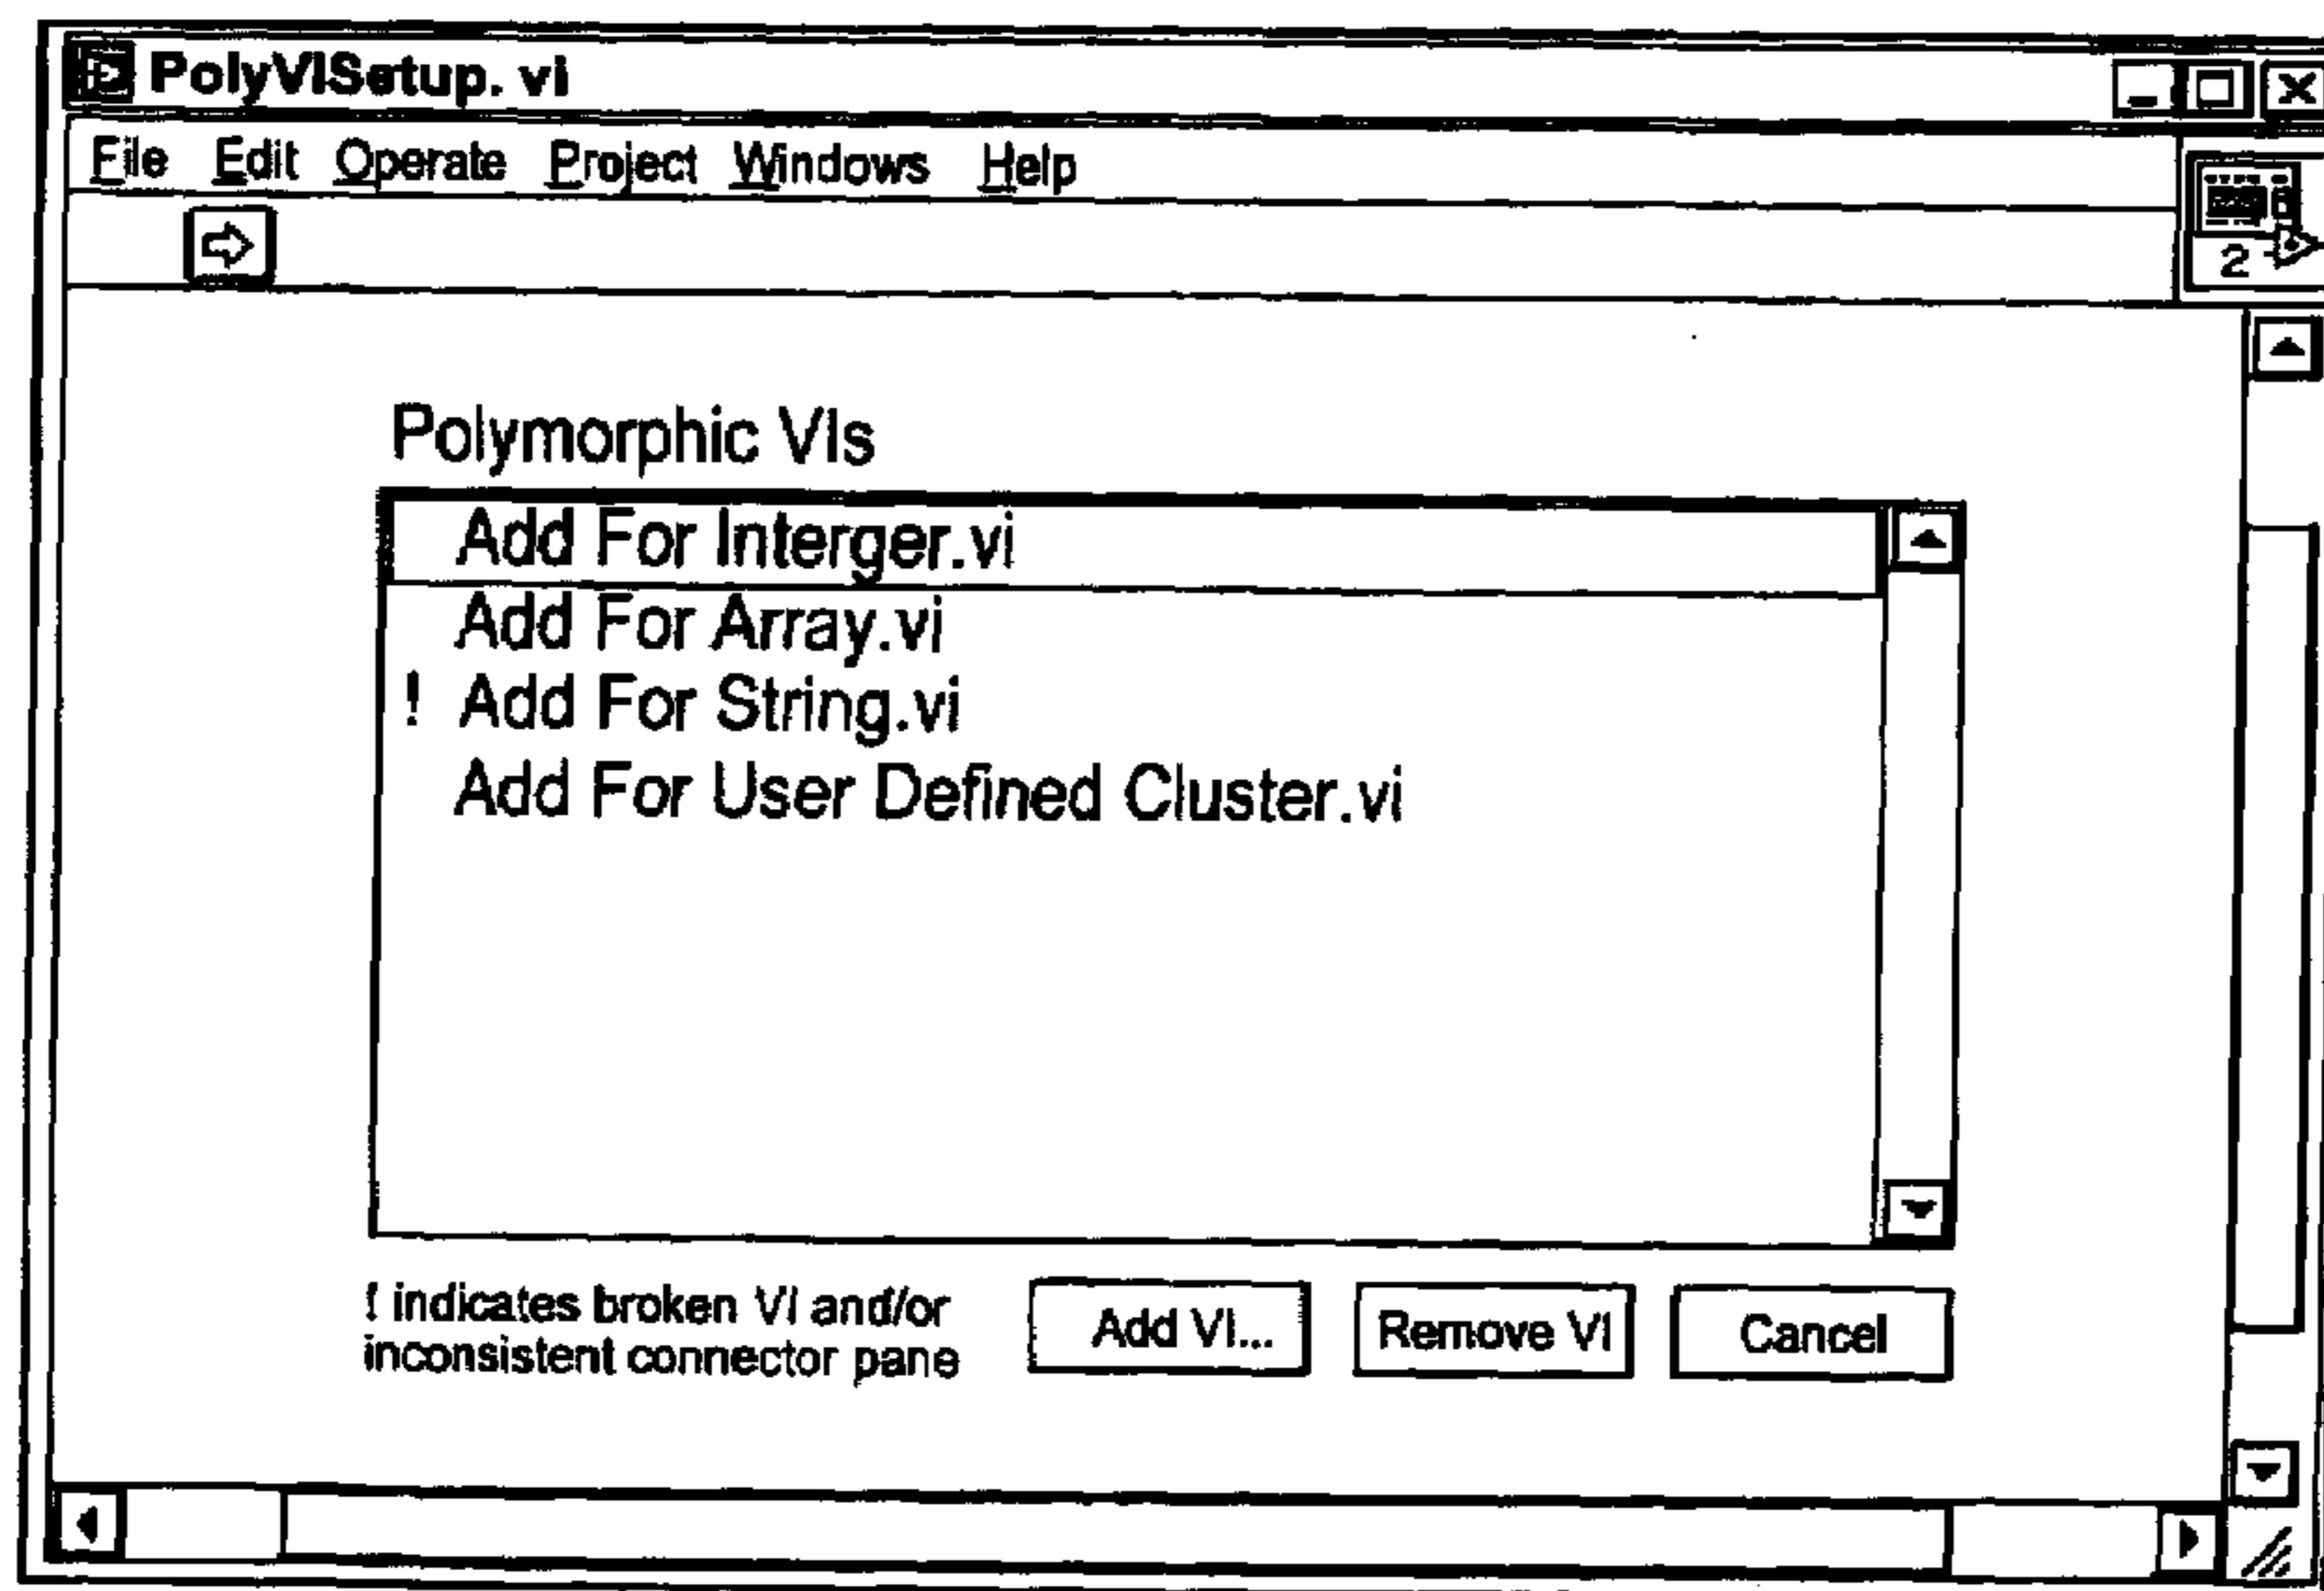 PolyVISetup. vi
File Edit Operate Project Windows Help
2
Polymorphic VIs
Add For Interger.vi
Add For Array.vi
! Add For String.vi
Add For User Defined Cluster.vi
! indicates broken VI and/or
inconsistent connector pane
Add VI... Remove VI Cancel